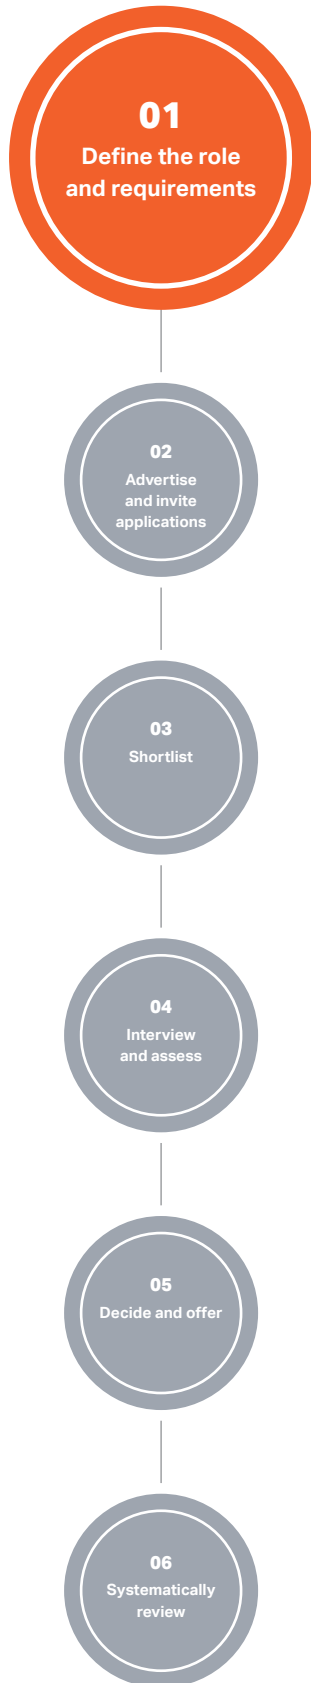 01
Define the role
and requirements
02
Advertise
and invite
applications
03
Shortlist
04
Interview
and assess
05
Decide and offer
06
Systematically
review